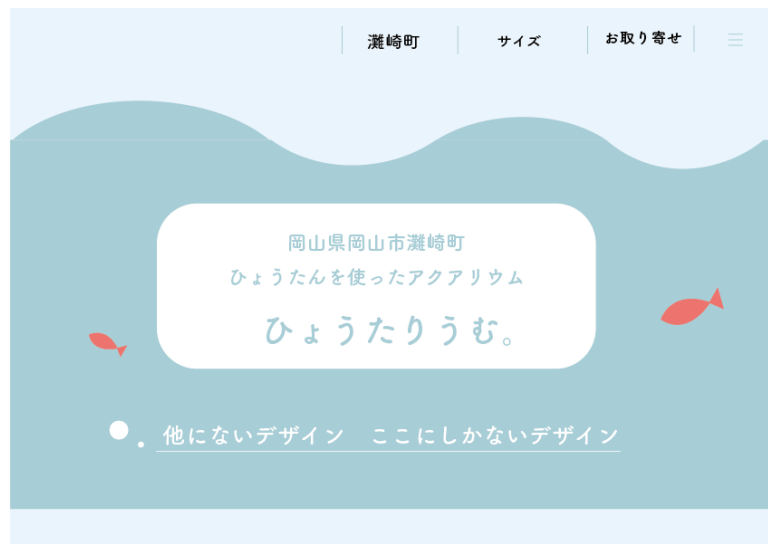 灘崎町
サイズ
お取り寄せ
岡山県岡山市灘崎町
ひょうたんを使ったアクアリウム
ひょうたりうむ。
他にないデザイン　ここにしかないデザイン